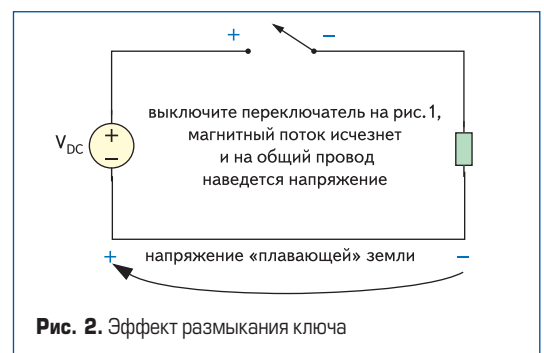 + −
выключите переключатель на рис. 1,
магнитный поток исчезнет
и на общий провод
наведется напряжение
V_DC
+
−
+ напряжение «плавающей» земли −
Рис. 2. Эффект размыкания ключа